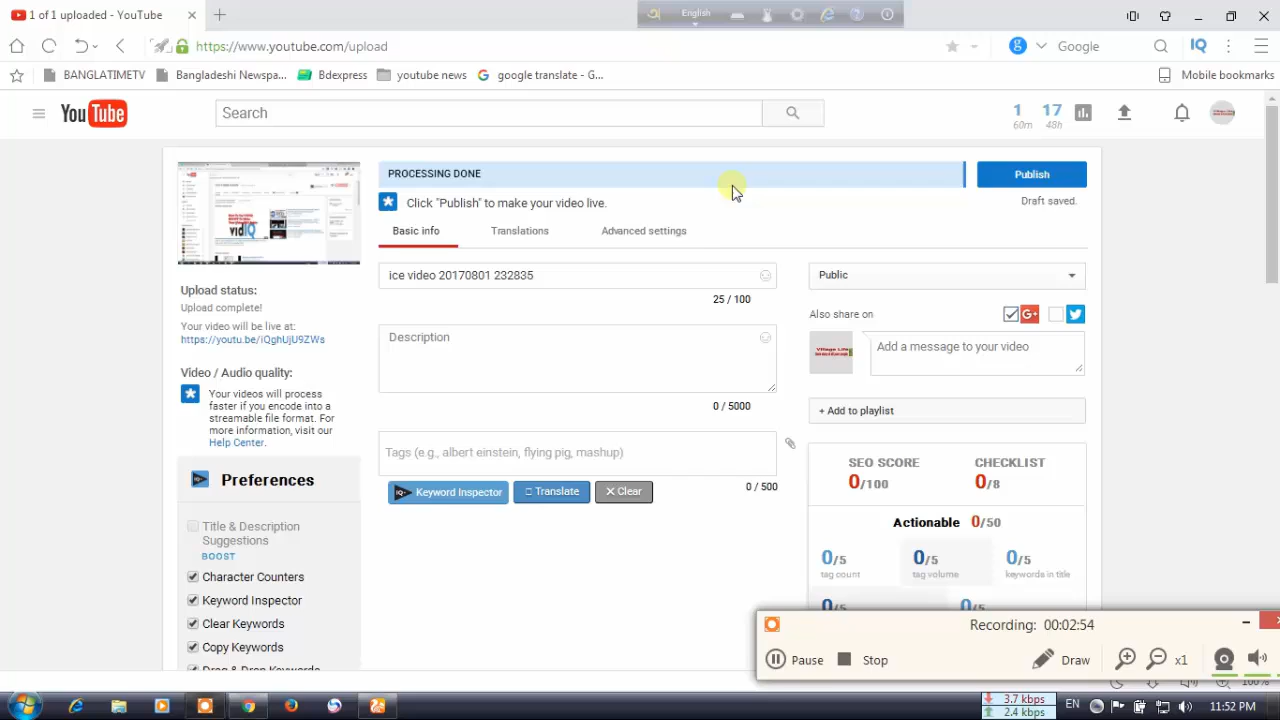 1 of 1 uploaded - YouTube
English
https://www.youtube.com/upload
Google
BANGLATIMETV
Bangladeshi Newspa...
Bdexpress
youtube news
google translate - G...
Mobile bookmarks
YouTube
Search
1
60m
17
48h
PROCESSING DONE
Publish
Click "Publish" to make your video live.
Draft saved.
Basic info
Translations
Advanced settings
ice video 20170801 232835
25 / 100
Public
Upload status:
Upload complete!
Your video will be live at:
https://youtu.be/iQghUjU9ZWs
Also share on
Description
0 / 5000
Add a message to your video
+ Add to playlist
Video / Audio quality:
Your videos will process
faster if you encode into a
streamable file format. For
more information, visit our
Help Center.
Tags (e.g., albert einstein, flying pig, mashup)
0 / 500
Keyword Inspector
Translate
Clear
SEO SCORE
0/100
CHECKLIST
0/8
Actionable 0/50
0/5
tag count
0/5
tag volume
0/5
keywords in title
0/5
0/5
Preferences
Title & Description
Suggestions
BOOST
Character Counters
Keyword Inspector
Clear Keywords
Copy Keywords
Drag & Drop Keywords
Recording: 00:02:54
Pause
Stop
Draw
x1
100%
3.7 kbps
2.4 kbps
EN
11:52 PM